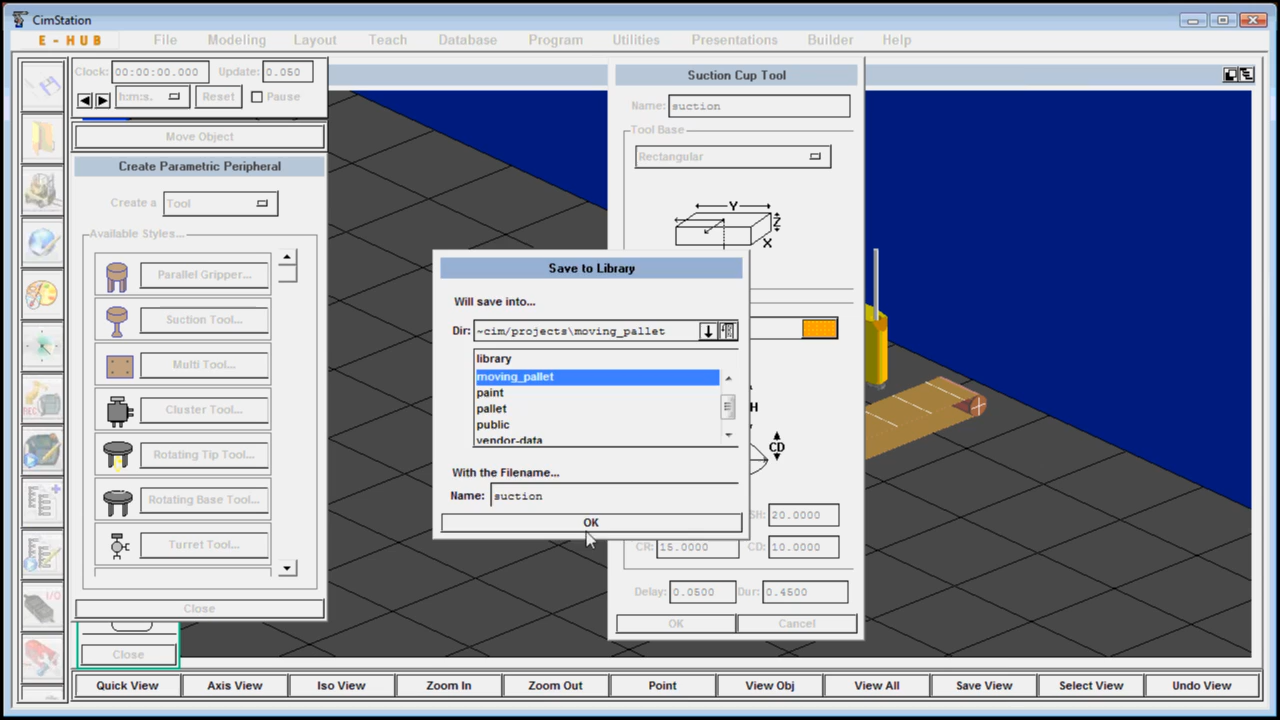 CimStation
E - HUB File Modeling Layout Teach Database Program Utilities Presentations Builder Help
Clock: 00:00:00.000 Update: 0.050
h:m:s. Reset Pause
Move Object
Create Parametric Peripheral
Create a Tool
Available Styles...
Parallel Gripper...
Suction Tool...
Multi Tool...
Cluster Tool...
Rotating Tip Tool...
Rotating Base Tool...
Turret Tool...
Close
Close
Suction Cup Tool
Name: suction
Tool Base
Rectangular
Y
Z
X
H
CD
SH: 20.0000
CR: 15.0000 CD: 10.0000
Delay: 0.0500 Dur: 0.4500
OK Cancel
Save to Library
Will save into...
Dir: ~cim/projects\moving_pallet
library
moving_pallet
paint
pallet
public
vendor-data
With the Filename...
Name: suction
OK
REC
I/O
Quick View Axis View Iso View Zoom In Zoom Out Point View Obj View All Save View Select View Undo View